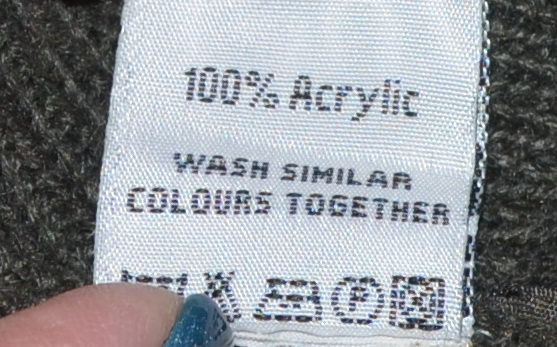 100% Acrylic
WASH SIMILAR
COLOURS TOGETHER